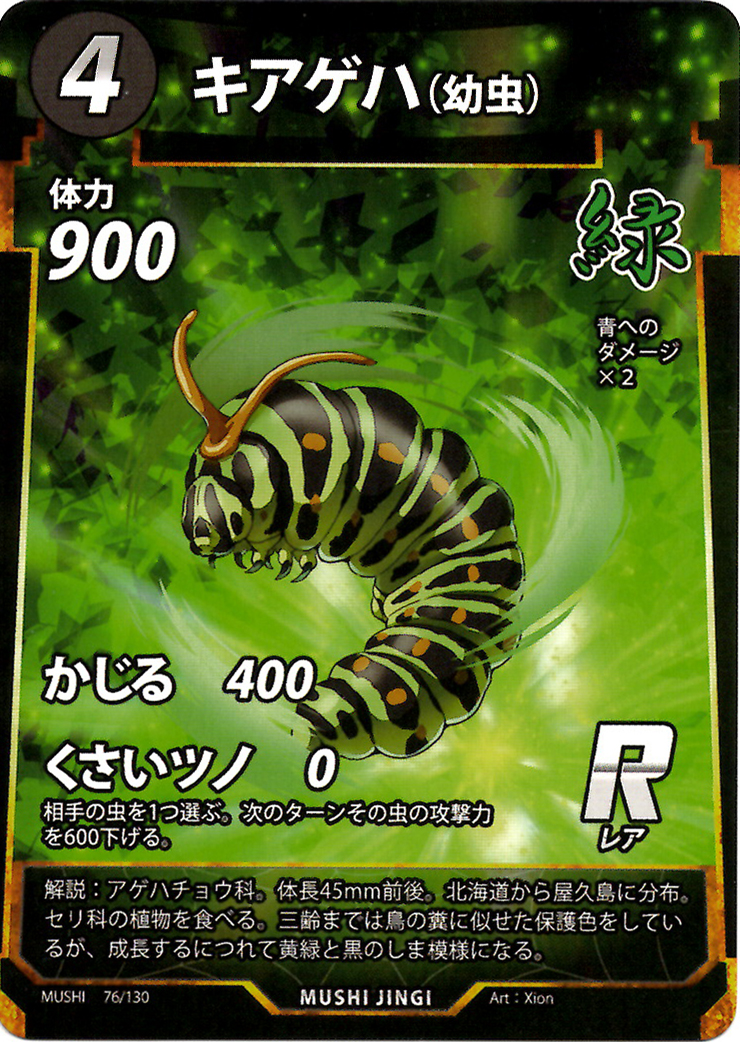 4
キアゲハ(幼虫)
体力
900
緑
青への
ダメージ
×2
かじる 400
くさいツノ 0
相手の虫を1つ選ぶ。次のターンその虫の攻撃力
を600下げる。
R
レア
解説：アゲハチョウ科。体長45mm前後。北海道から屋久島に分布。
セリ科の植物を食べる。三齢までは鳥の糞に似せた保護色をしてい
るが、成長するにつれて黄緑と黒のしま模様になる。
MUSHI 76/130
MUSHI JINGI
Art：Xion